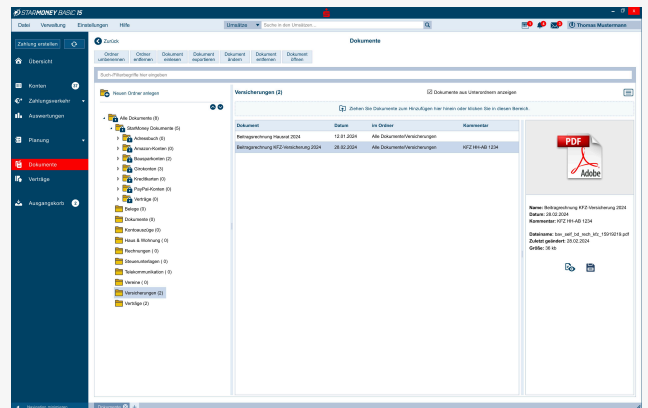 STARMONEY BASIC 15
Datei Verwaltung Einstellungen Hilfe
Umsätze Suche in den Umsätzen...
Thomas Mustermann
Zahlung erstellen
Übersicht
Konten
Zahlungsverkehr
Auswertungen
Planung
Dokumente
Verträge
Ausgangskorb
Zurück
Dokumente
Ordner umbenennen
Ordner entfernen
Dokument einlesen
Dokument exportieren
Dokument ändern
Dokument entfernen
Dokument öffnen
Such-/Filterbegriffe hier eingeben
Neuen Ordner anlegen
Alle Dokumente (8)
StarMoney Dokumente (5)
Adressbuch (0)
Amazon-Konten (0)
Bausparkonten (2)
Girokonten (3)
Kreditkarten (0)
PayPal-Konten (0)
Verträge (0)
Belege (0)
Dokumente (0)
Kontoauszüge (0)
Haus & Wohnung ( 0)
Rechnungen ( 0)
Steuerunterlagen ( 0)
Telekommunikation ( 0)
Vereine ( 0)
Versicherungen (2)
Verträge (2)
Versicherungen (2)
Dokumente aus Unterordnern anzeigen
Ziehen Sie Dokumente zum Hinzufügen hier hinein oder klicken Sie in diesen Bereich.
Dokument Datum im Ordner Kommentar
Beitragsrechnung Hausrat 2024 12.01.2024 Alle Dokumente/Versicherungen
Beitragsrechnung KFZ-Versicherung 2024 28.02.2024 Alle Dokumente/Versicherungen KFZ HH-AB 1234
PDF
Adobe
Name: Beitragsrechnung KFZ-Versicherung 2024
Datum: 28.02.2024
Kommentar: KFZ HH-AB 1234
Zuletzt geändert: 28.02.2024
Größe: 36 kb
Dokumente